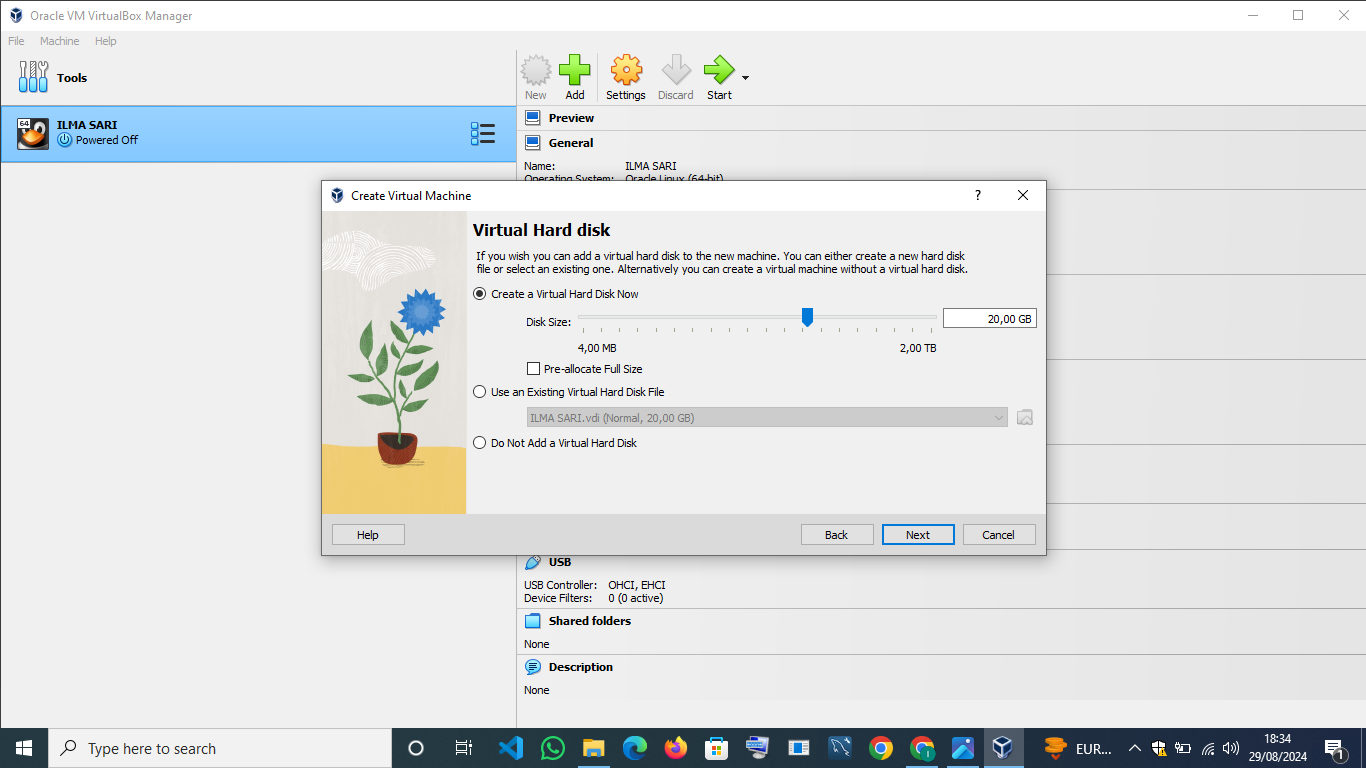 Oracle VM VirtualBox Manager
File Machine Help
Tools
New Add Settings Discard Start
64 ILMA SARI
Powered Off
Preview
General
Name: ILMA SARI
Operating System: Oracle Linux (64-bit)
Create Virtual Machine ?
Virtual Hard disk
If you wish you can add a virtual hard disk to the new machine. You can either create a new hard disk
file or select an existing one. Alternatively you can create a virtual machine without a virtual hard disk.
Create a Virtual Hard Disk Now
Disk Size: 20,00 GB
4,00 MB 2,00 TB
Pre-allocate Full Size
Use an Existing Virtual Hard Disk File
ILMA SARI.vdi (Normal, 20,00 GB)
Do Not Add a Virtual Hard Disk
Help Back Next Cancel
USB
USB Controller: OHCI, EHCI
Device Filters: 0 (0 active)
Shared folders
None
Description
None
Type here to search
EUR...
18:34
29/08/2024
1